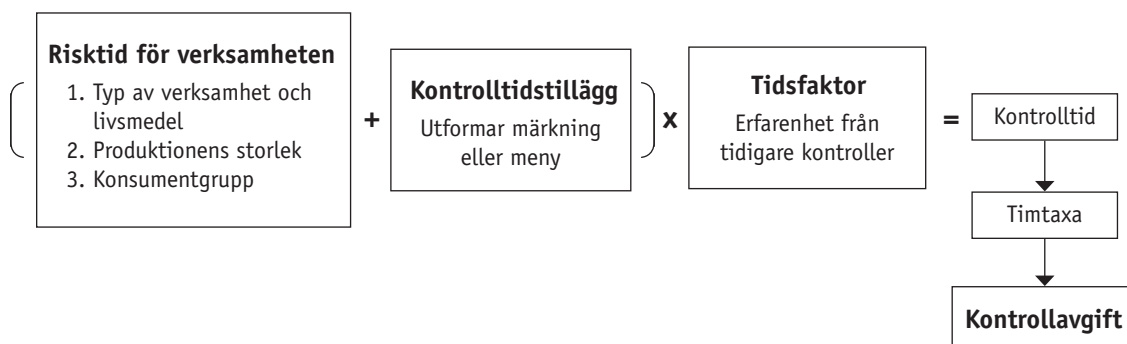 Risktid för verksamheten
1. Typ av verksamhet och
livsmedel
2. Produktionens storlek
3. Konsumentgrupp
+
Kontrolltidstillägg
Utformar märkning
eller meny
x
Tidsfaktor
Erfarenhet från
tidigare kontroller
=
Kontrolltid
Timtaxa
Kontrollavgift